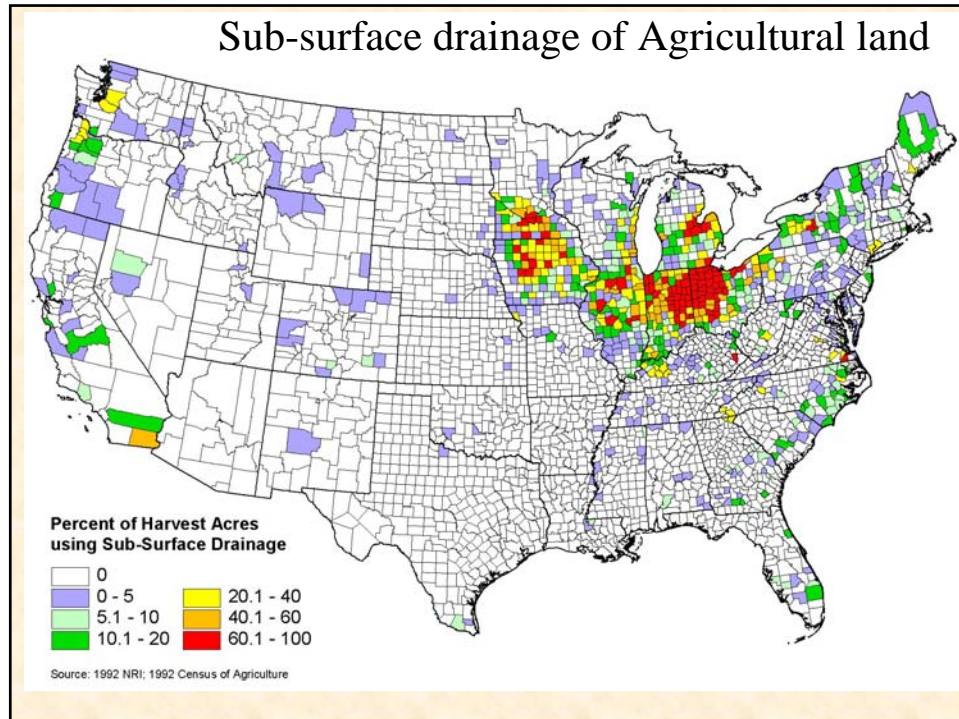 Sub-surface drainage of Agricultural land
Percent of Harvest Acres
using Sub-Surface Drainage
0
0 - 5
20.1 - 40
5.1 - 10
40.1 - 60
10.1 - 20
60.1 - 100
Source: 1992 NRI; 1992 Census of Agriculture